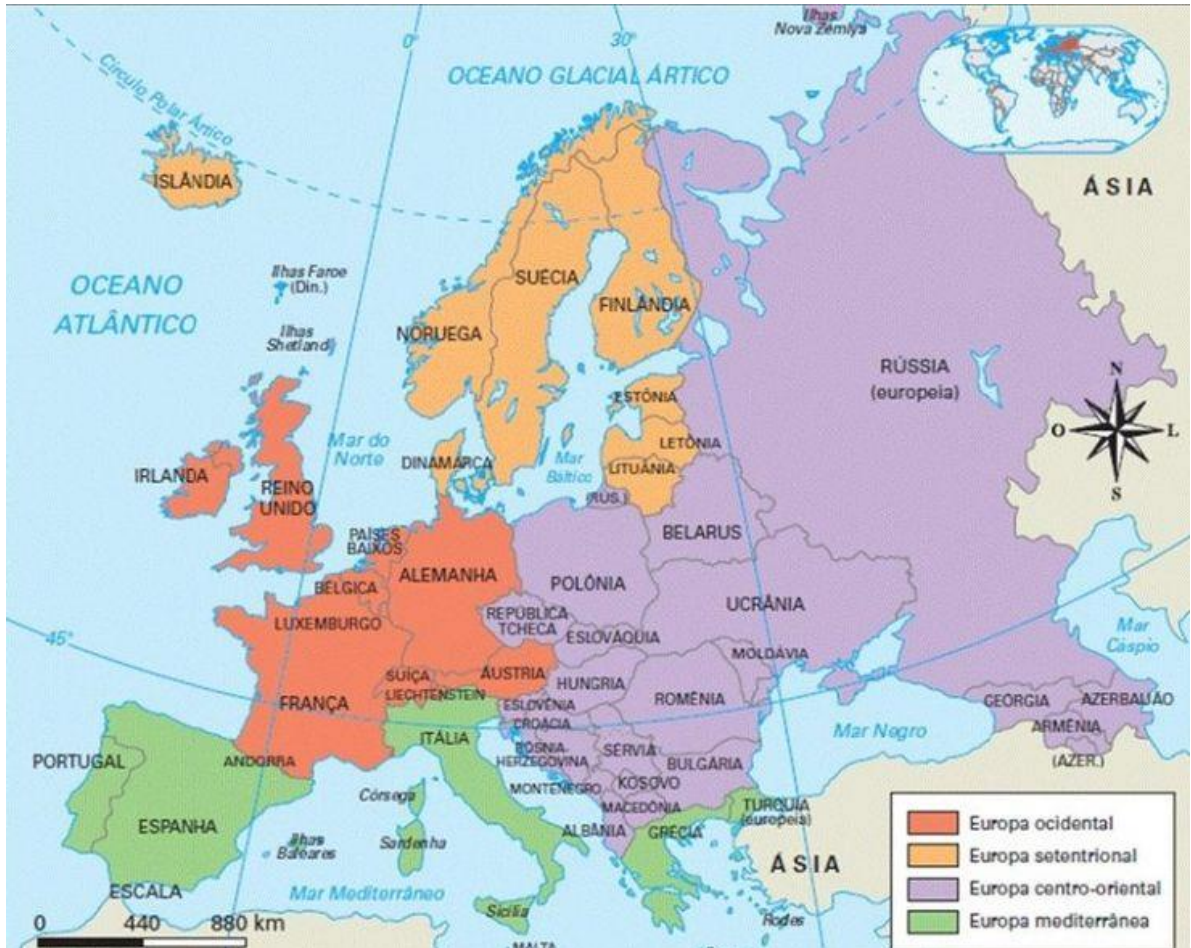 Ilhas
Nova Zemlya
0°
30°
OCEANO GLACIAL ÁRTICO
Círculo Polar Ártico
ISLÂNDIA
ÁSIA
OCEANO
ATLÂNTICO
Ilhas Faroe
(Din.)
Ilhas
Shetland
SUÉCIA
FINLÂNDIA
NORUEGA
RÚSSIA
(europeia)
N
O
L
S
ESTÔNIA
LETÔNIA
LITUÂNIA
(RÚS.)
Mar do
Norte
DINAMARCA
Mar
Báltico
IRLANDA
REINO
UNIDO
PAÍSES
BAIXOS
BÉLGICA
ALEMANHA
LUXEMBURGO
POLÔNIA
BELARUS
UCRÂNIA
REPÚBLICA
TCHECA
ESLOVÁQUIA
MOLDÁVIA
Mar
Cáspio
45°
FRANÇA
SUÍÇA
LIECHTENSTEIN
ÁUSTRIA
HUNGRIA
ROMÊNIA
ESLOVÊNIA
CROÁCIA
BÓSNIA-
HERZEGOVINA
SÉRVIA
BULGÁRIA
KOSOVO
MONTENEGRO
MACEDÔNIA
ALBÂNIA
GRÉCIA
TURQUIA
(europeia)
Mar Negro
GEORGIA
AZERBAIJÃO
ARMÊNIA
(AZER.)
PORTUGAL
ESPANHA
ANDORRA
ITÁLIA
Córsega
Sardenha
Ilhas
Baleares
Mar Mediterrâneo
Sicília
MALTA
Rodes
ÁSIA
ESCALA
0 440 880 km
Europa ocidental
Europa setentrional
Europa centro-oriental
Europa mediterrânea